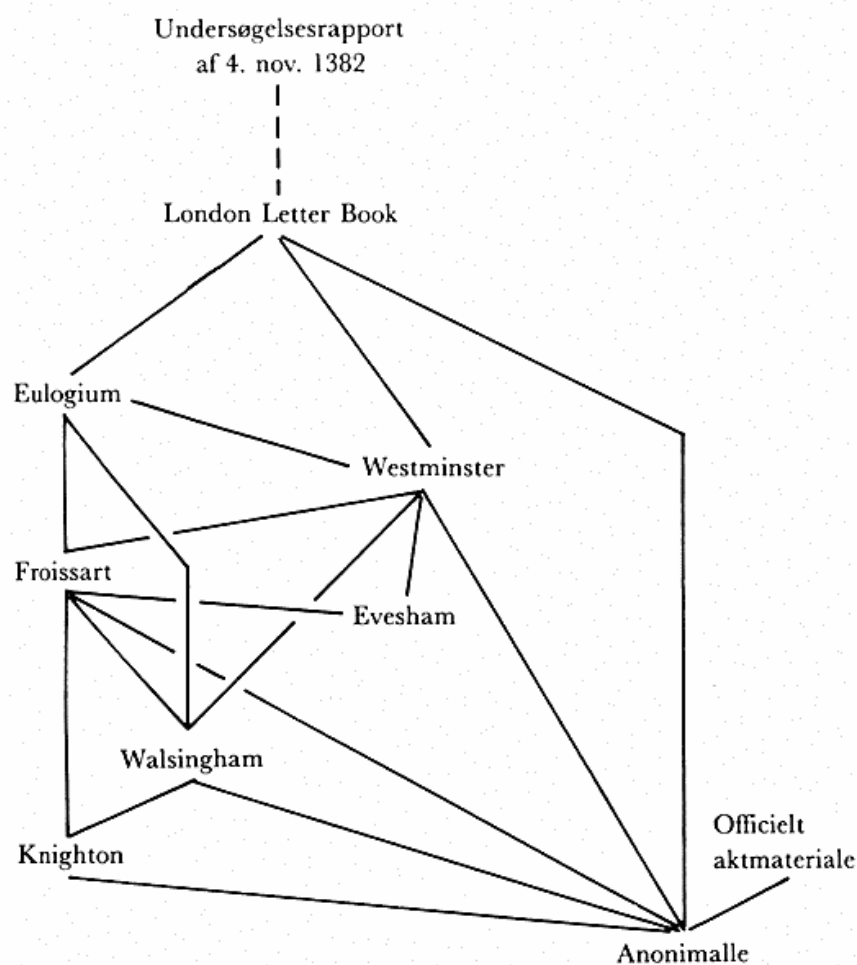 Undersøgelsesrapport
af 4. nov. 1382
London Letter Book
Eulogium
Westminster
Froissart
Evesham
Walsingham
Knighton
Officielt
aktmateriale
Anonimalle